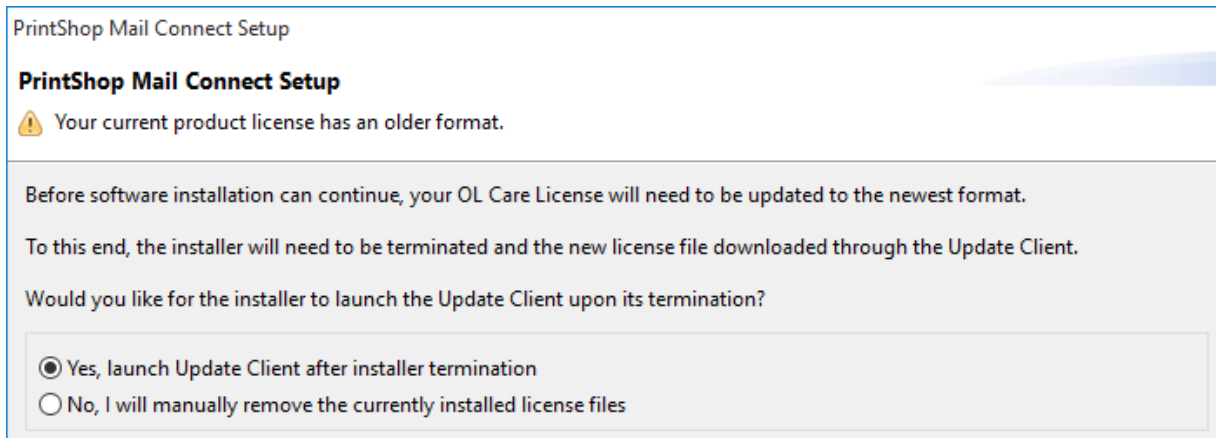 PrintShop Mail Connect Setup
PrintShop Mail Connect Setup
Your current product license has an older format.
Before software installation can continue, your OL Care License will need to be updated to the newest format.
To this end, the installer will need to be terminated and the new license file downloaded through the Update Client.
Would you like for the installer to launch the Update Client upon its termination?
Yes, launch Update Client after installer termination
No, I will manually remove the currently installed license files